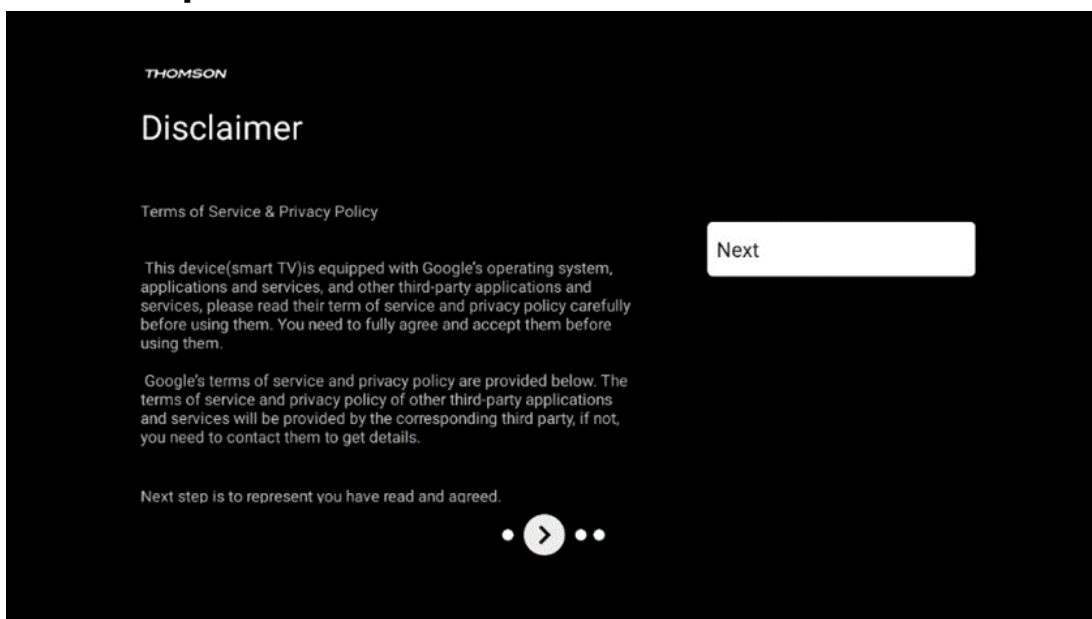 THOMSON
Disclaimer
Terms of Service & Privacy Policy
Next
This device(smart TV)is equipped with Google's operating system,
applications and services, and other third-party applications and
services, please read their term of service and privacy policy carefully
before using them. You need to fully agree and accept them before
using them.
Google's terms of service and privacy policy are provided below. The
terms of service and privacy policy of other third-party applications
and services will be provided by the corresponding third party, if not,
you need to contact them to get details.
Next step is to represent you have read and agreed.